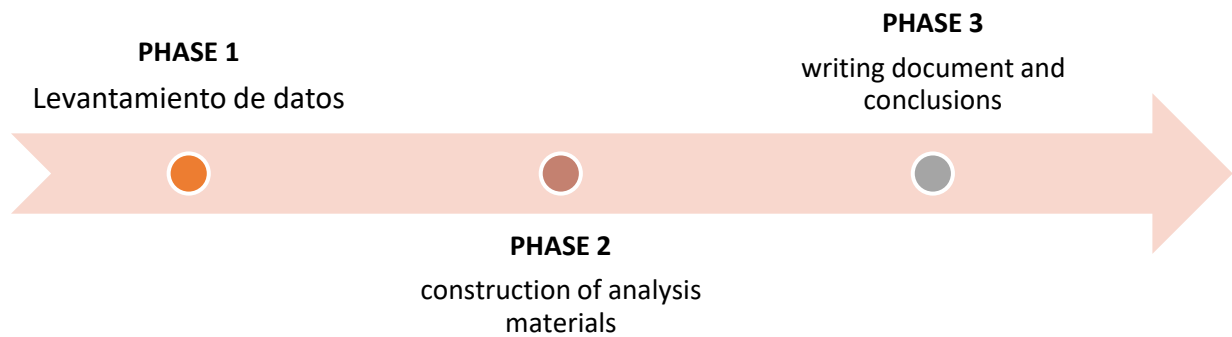 PHASE 1
Levantamiento de datos
PHASE 2
construction of analysis
materials
PHASE 3
writing document and
conclusions